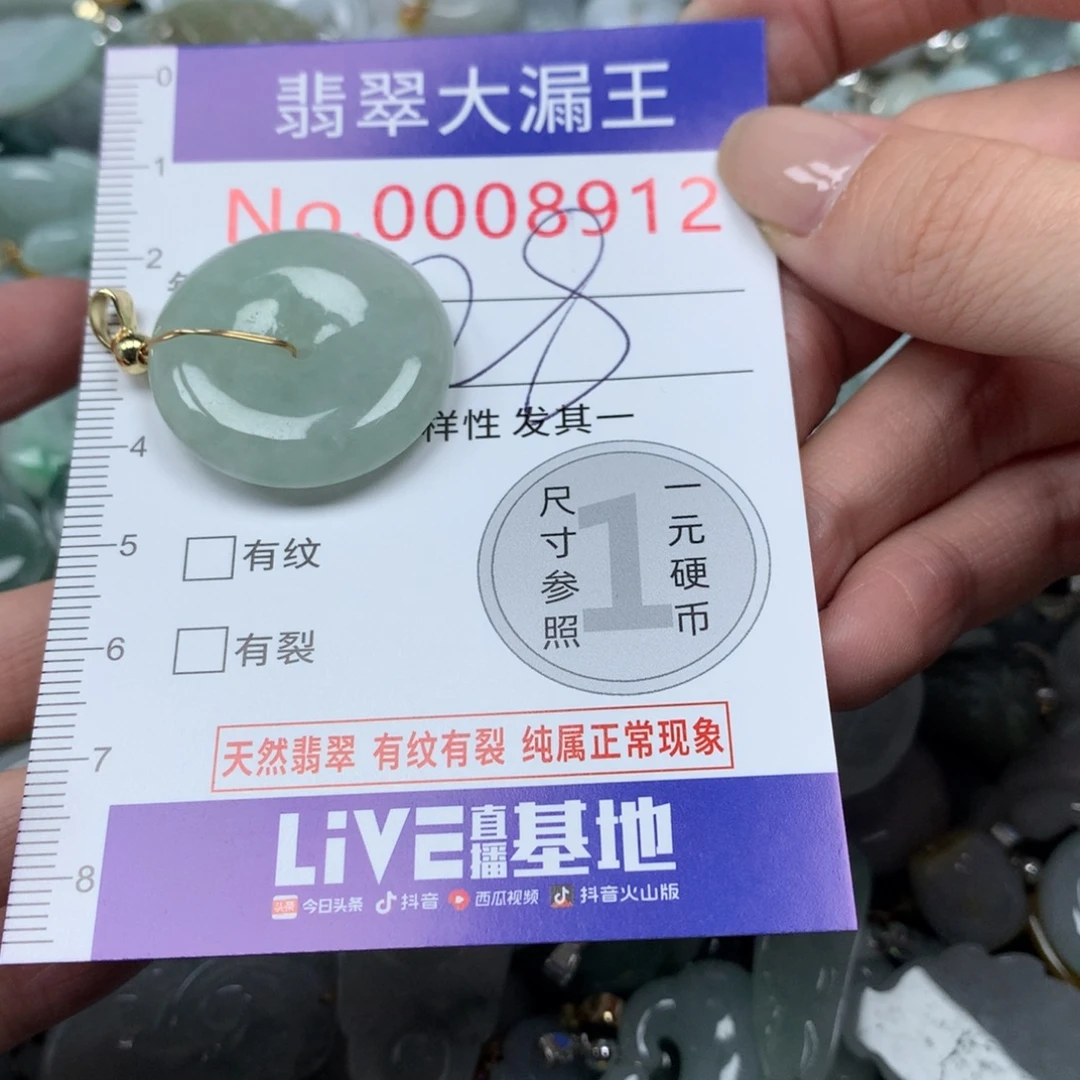 翡翠大漏王
No.0008912
28
样性 发其一
有纹
有裂
尺寸参照
一元硬币
1
天然翡翠 有纹有裂 纯属正常现象
LiVE直播基地
头条 今日头条 抖音 西瓜视频 抖音火山版
0
1
2
4
5
6
7
8